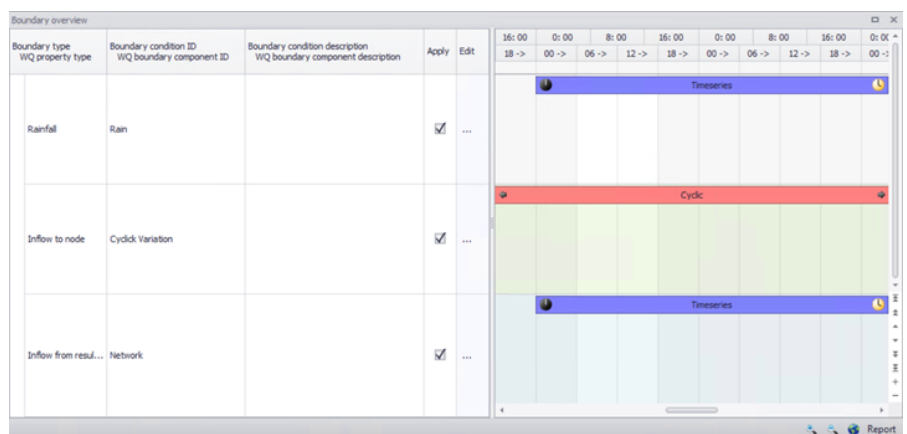 Boundary overview
Boundary type
WQ property type
Boundary condition ID
WQ boundary component ID
Boundary condition description
WQ boundary component description
Apply
Edit
16: 00 0: 00 8: 00 16: 00 0: 00 8: 00 16: 00 0: 0(
18 -> 00 -> 06 -> 12 -> 18 -> 00 -> 06 -> 12 -> 18 -> 00 -:
Timeseries
Rainfall Rain ...
Cyclic
Inflow to node Cyclick Variation ...
Timeseries
Inflow from resul... Network ...
Report